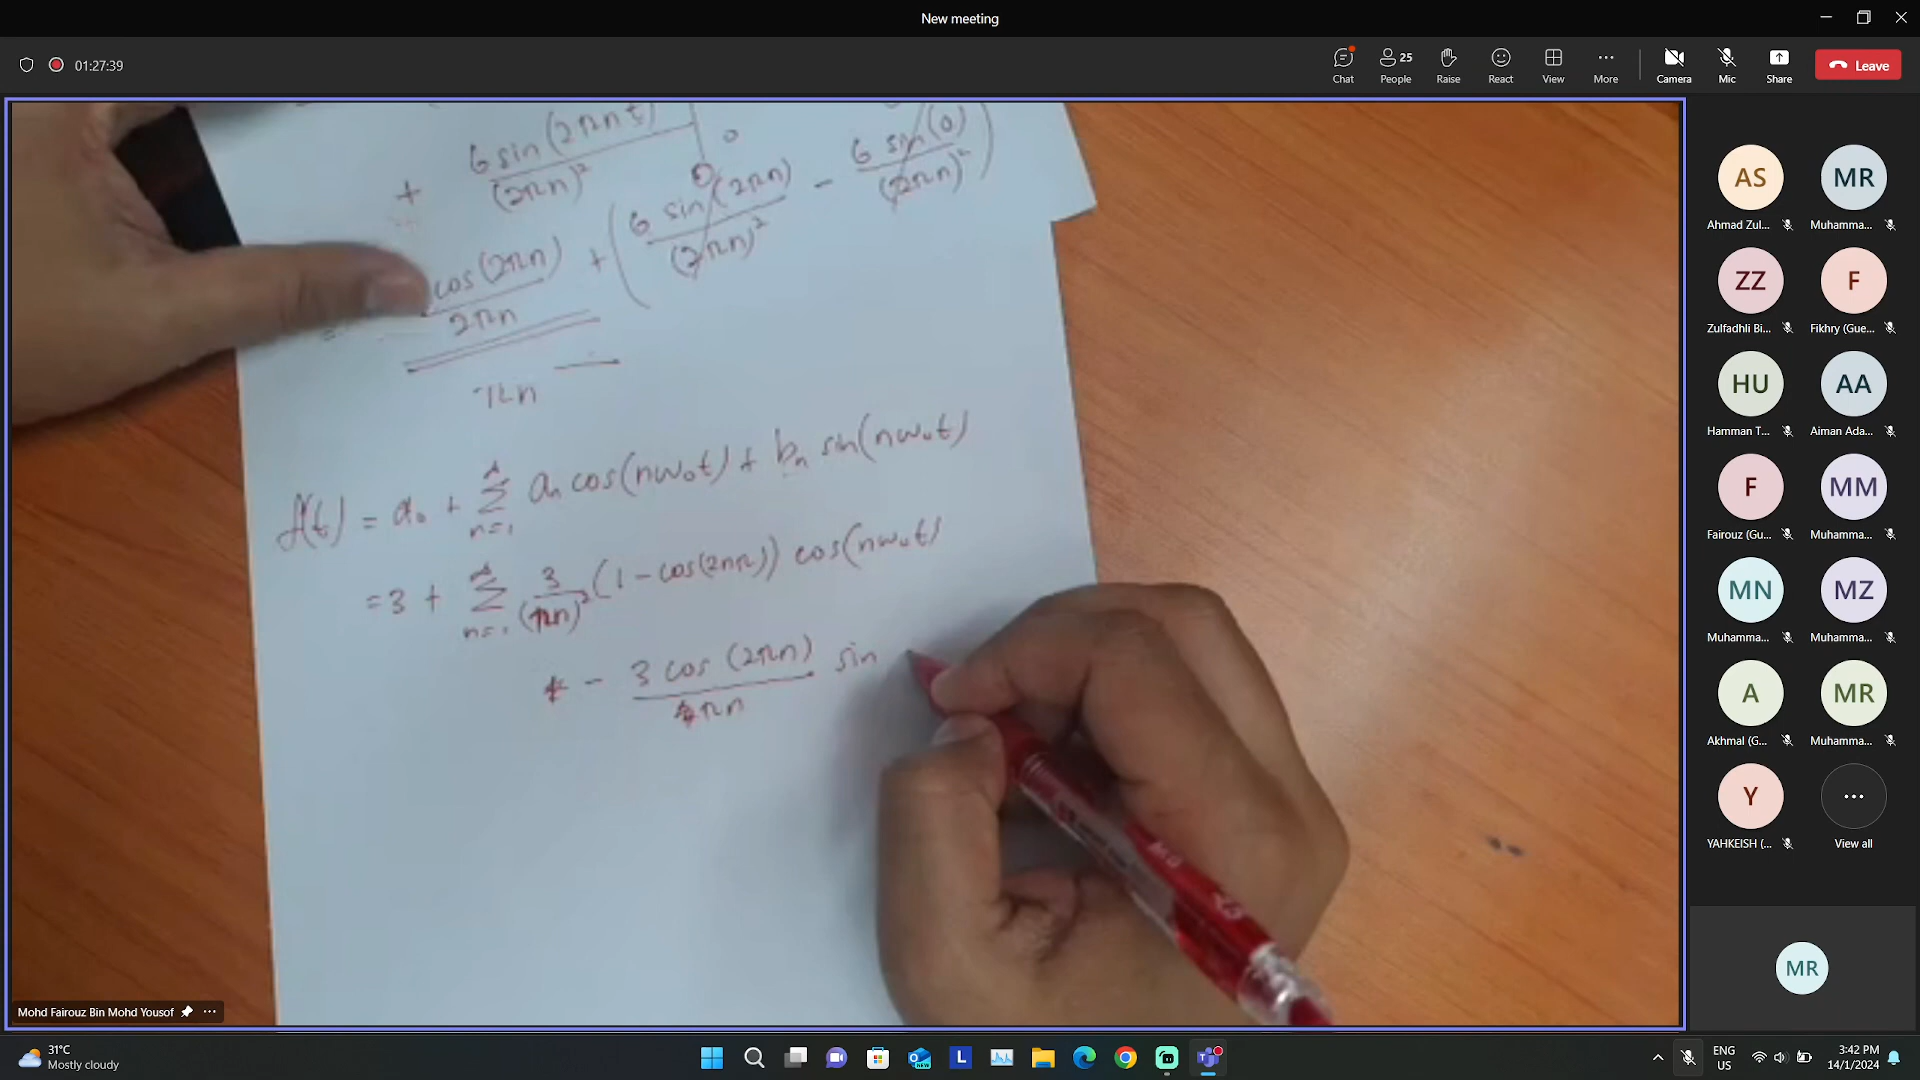 New meeting
01:27:39
Chat
25
People
Raise
React
View
More
Camera
Mic
Share
Leave
6 sin(2πnt)
(2πn)²
0
+
0
6 sin(2πn) − 6 sin(0)
(2πn)² (2πn)²
cos(2πn) + (
2πn
πn
f(t) = a₀ + ∑ aₙ cos(nω₀t) + bₙ sin(nω₀t)
n=1
= 3 + ∑ 3 (1 − cos(2nπ)) cos(nω₀t)
n=1 (πn)²
− 3 cos (2πn) sin
πn
Mohd Fairouz Bin Mohd Yousof
AS
MR
Ahmad Zul...
Muhamma...
ZZ
F
Zulfadhli Bi...
Fikhry (Gue...
HU
AA
Hamman T...
Aiman Ada...
F
MM
Fairouz (Gu...
Muhamma...
MN
MZ
Muhamma...
Muhamma...
A
MR
Akhmal (G...
Muhamma...
Y
YAHKEISH (...
View all
MR
31°C
Mostly cloudy
L
NEW
ENG
US
3:42 PM
14/1/2024